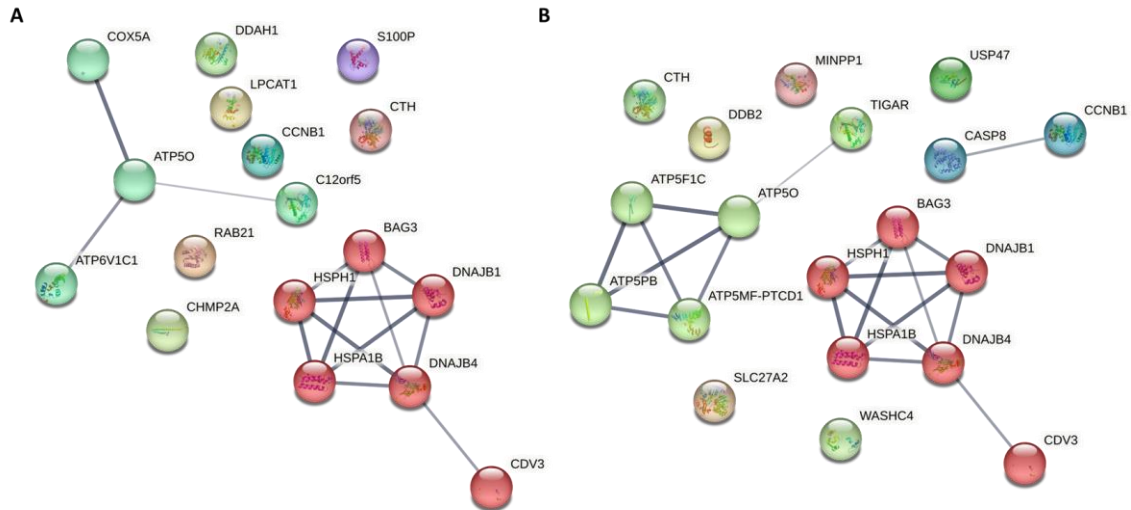 A
COX5A
DDAH1
S100P
LPCAT1
CTH
CCNB1
ATP5O
C12orf5
RAB21
BAG3
ATP6V1C1
HSPH1
DNAJB1
CHMP2A
HSPA1B
DNAJB4
CDV3
B
MINPP1
USP47
CTH
TIGAR
DDB2
CCNB1
CASP8
ATP5F1C
ATP5O
BAG3
HSPH1
DNAJB1
ATP5PB
ATP5MF-PTCD1
HSPA1B
DNAJB4
SLC27A2
WASHC4
CDV3